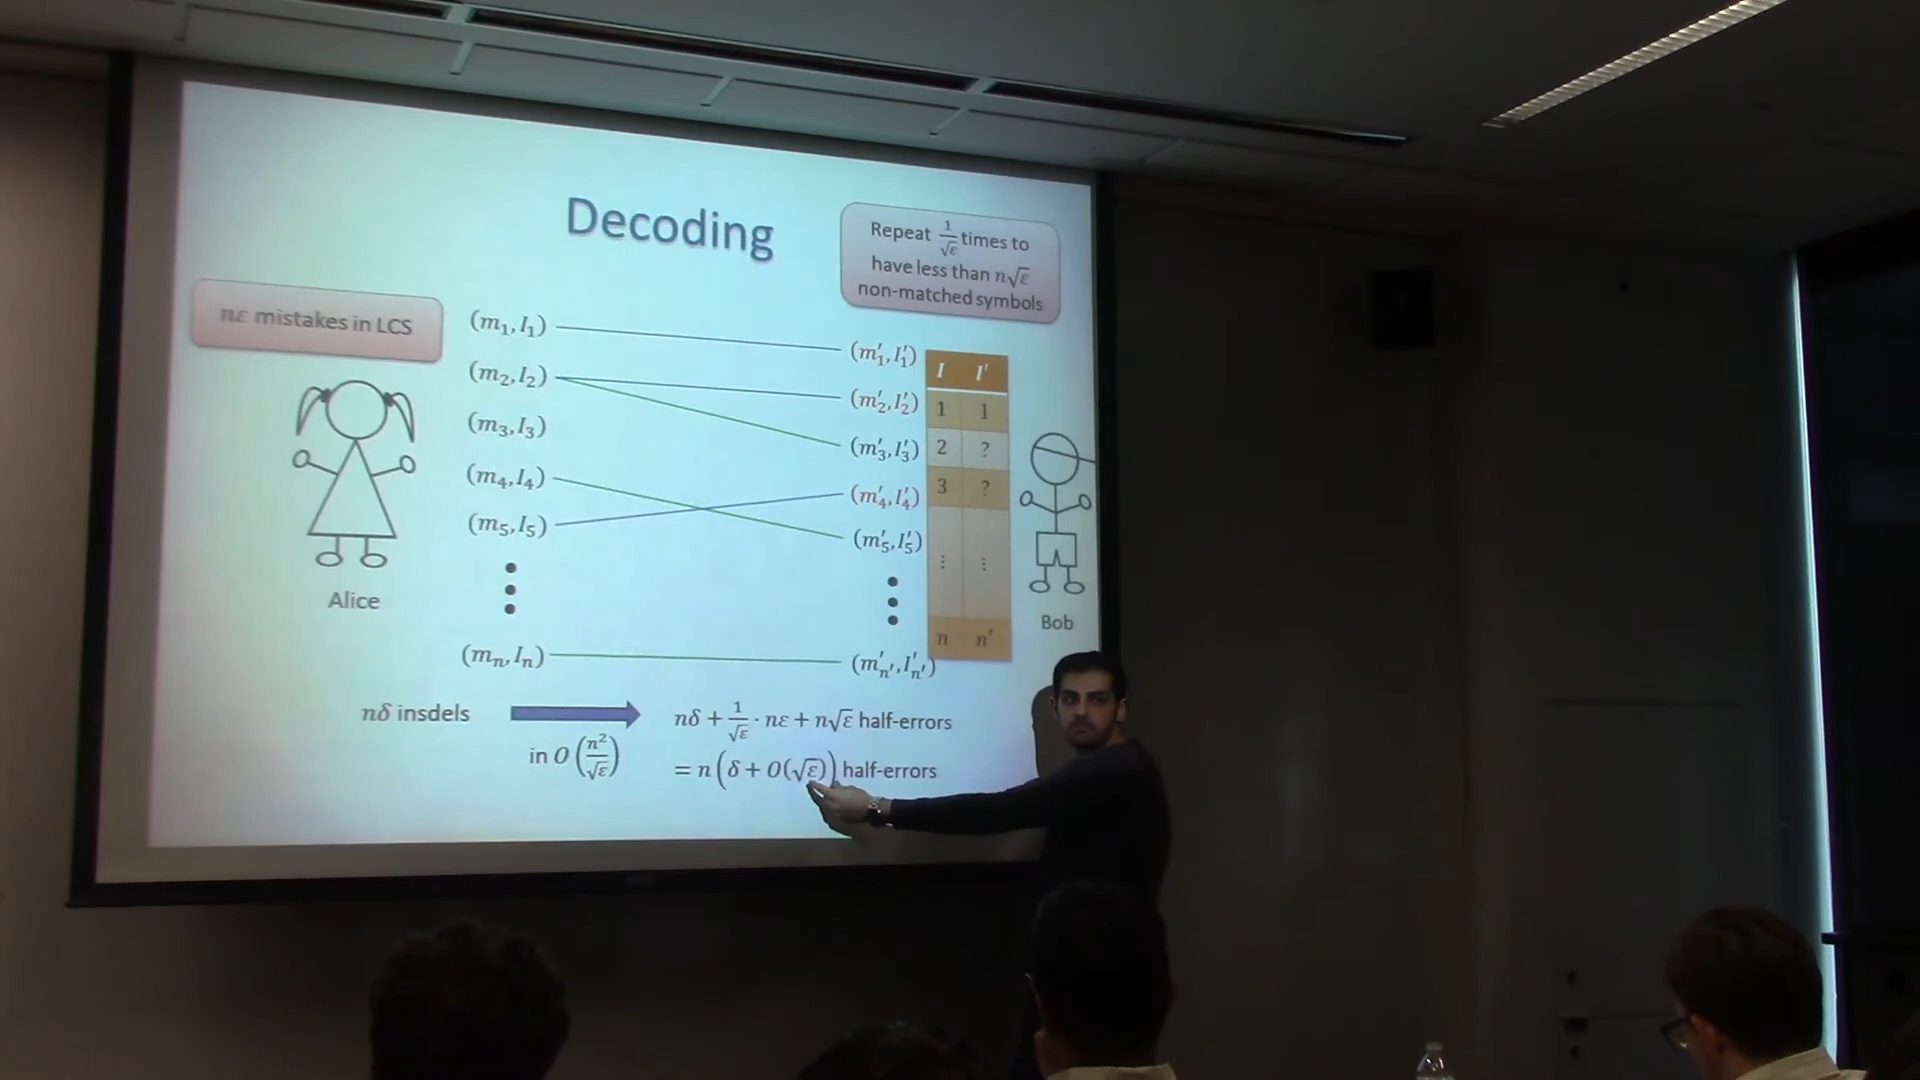 Decoding
Repeat 1/√ε times to
have less than n√ε
non-matched symbols
nε mistakes in LCS
(m₁, I₁)
(m₂, I₂)
(m₃, I₃)
(m₄, I₄)
(m₅, I₅)
⋮
(mₙ, Iₙ)
(m′₁, I′₁)
(m′₂, I′₂)
(m′₃, I′₃)
(m′₄, I′₄)
(m′₅, I′₅)
⋮
(m′ₙ′, I′ₙ′)
I I′
1 1
2 ?
3 ?
⋮ ⋮
n n′
Alice
Bob
nδ insdels
in O(n²/√ε)
nδ + 1/√ε · nε + n√ε half-errors
= n(δ + O(√ε)) half-errors